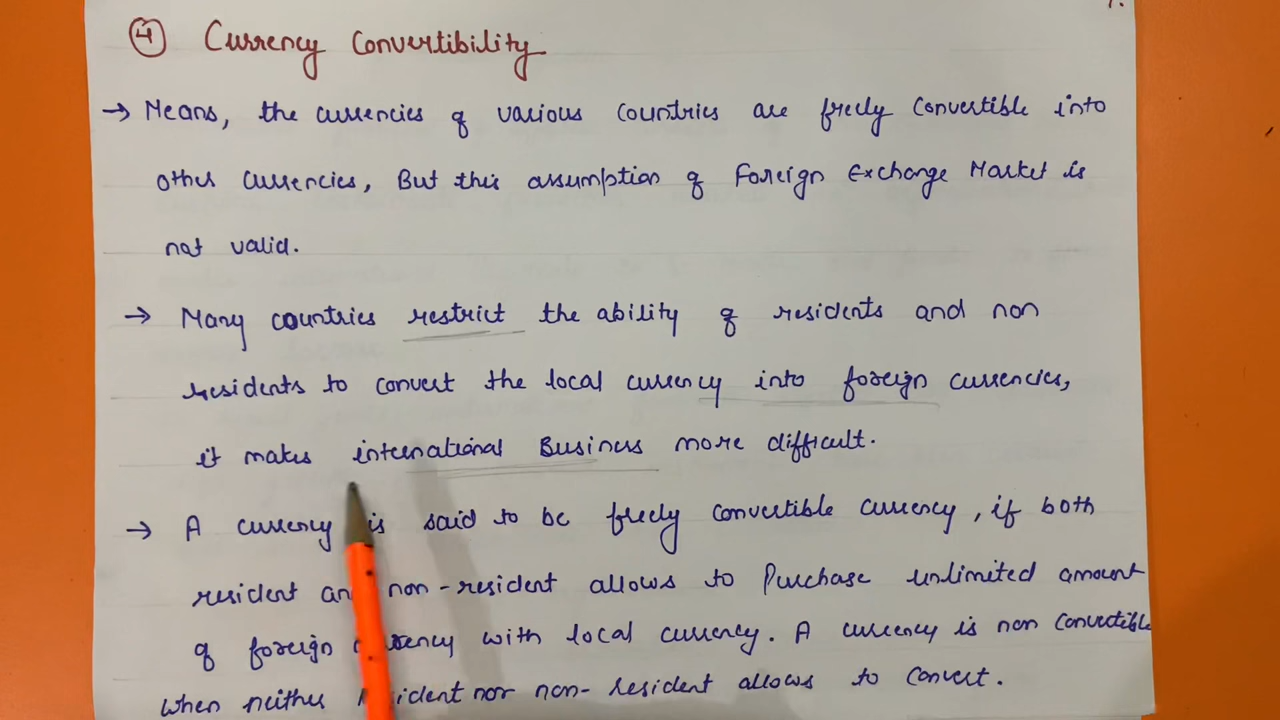 ④ Currency Convertibility
→ Means, the currencies of various countries are freely convertible into
other currencies, But this assumption of Foreign Exchange Market is
not valid.
→ Many countries restrict the ability of residents and non
residents to convert the local currency into foreign currencies,
it makes international Business more difficult.
→ A currency is said to be freely convertible currency, if both
resident and non-resident allows to Purchase unlimited amount
of foreign currency with local currency. A currency is non convertible
when neither resident nor non-resident allows to convert.